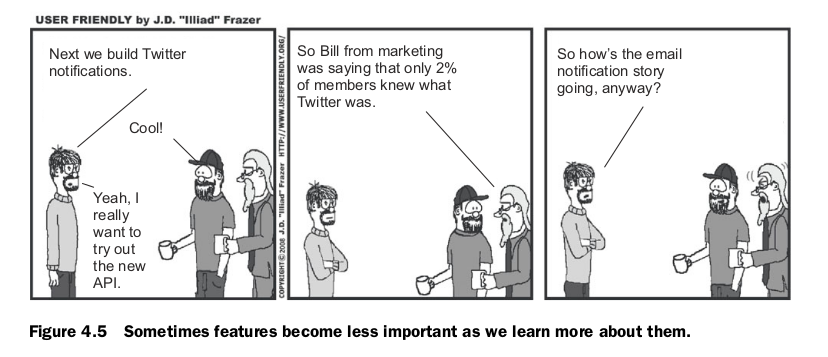 USER FRIENDLY by J.D. "Illiad" Frazer
Next we build Twitter
notifications.
Cool!
Yeah, I
really
want to
try out
the new
API.
COPYRIGHT © 2008 J.D. "Illiad" Frazer HTTP://WWW.USERFRIENDLY.ORG/
So Bill from marketing
was saying that only 2%
of members knew what
Twitter was.
So how's the email
notification story
going, anyway?
Figure 4.5 Sometimes features become less important as we learn more about them.